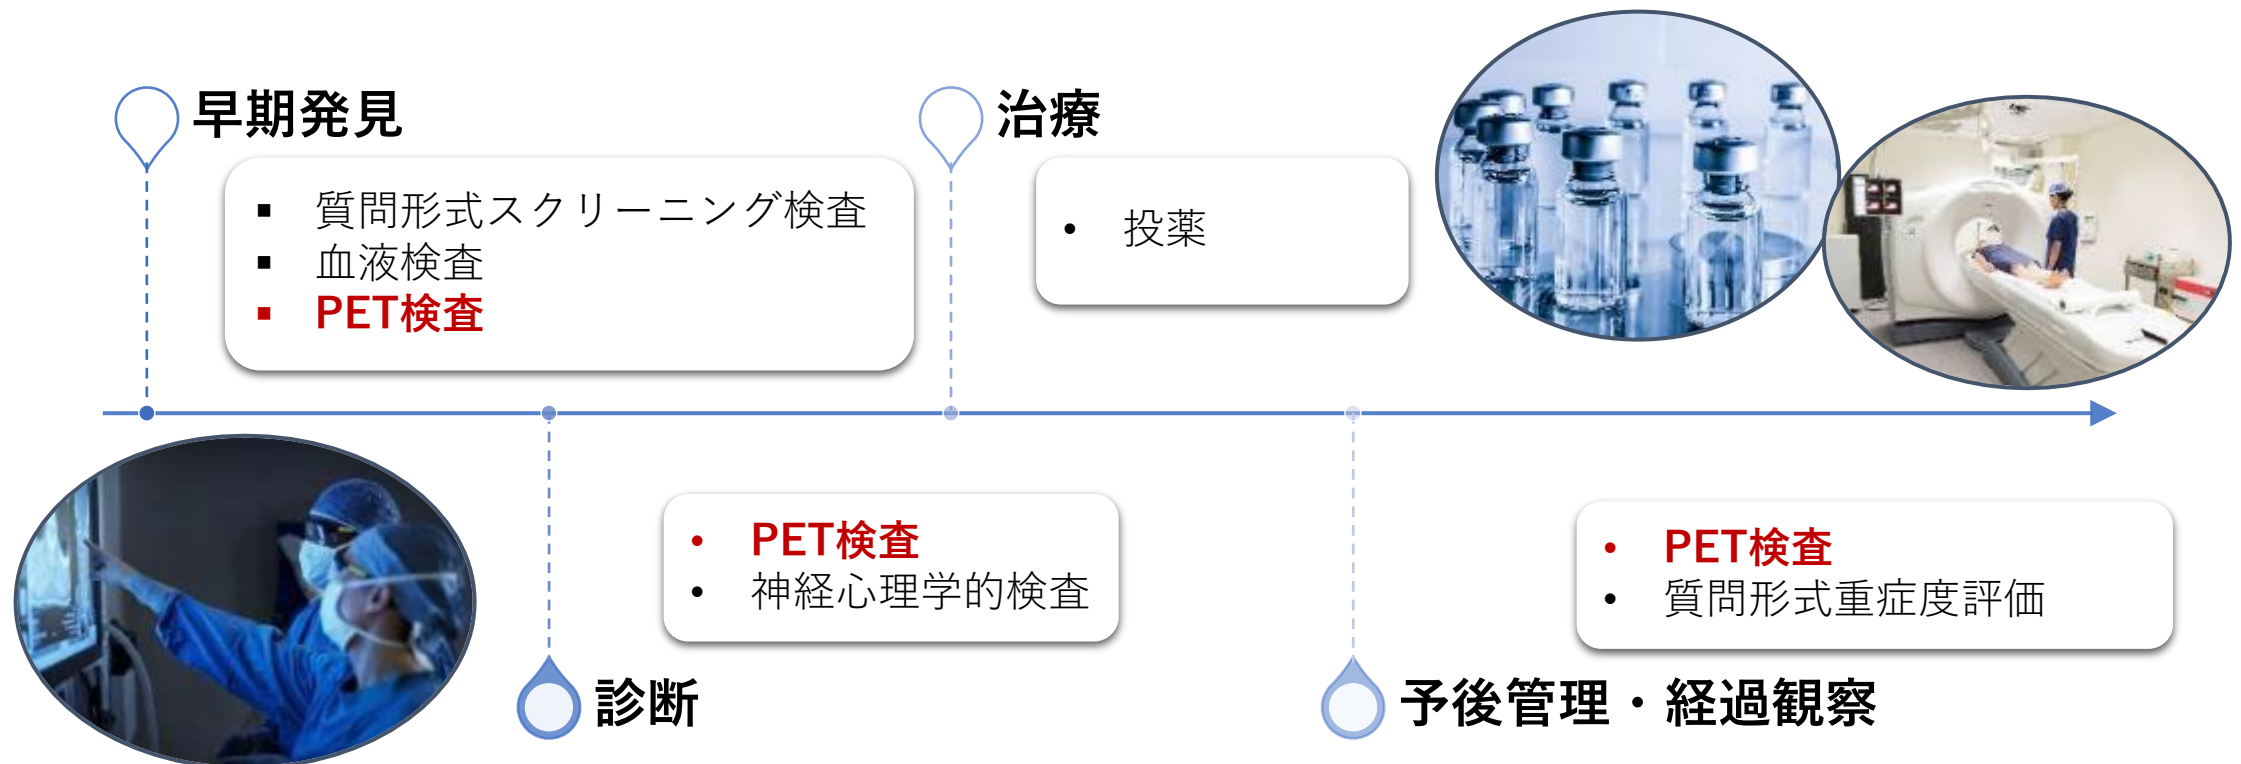 早期発見
質問形式スクリーニング検査
血液検査
PET検査
治療
投薬
PET検査
神経心理学的検査
診断
PET検査
質問形式重症度評価
予後管理・経過観察